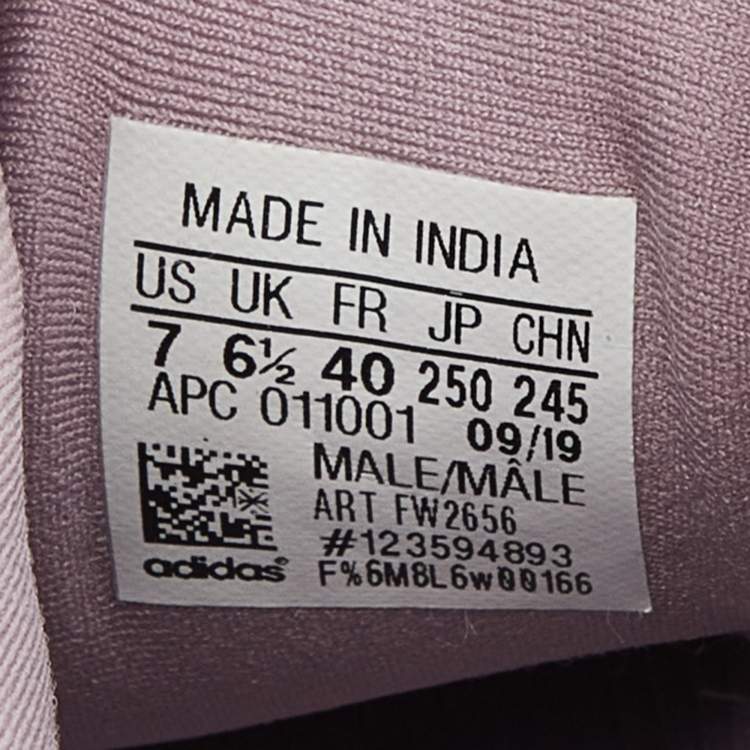 MADE IN INDIA
US UK FR JP CHN
7 6½ 40 250 245
APC 011001 09/19
MALE/MÂLE
ART FW2656
#123594893
adidas® F%6M8L6w00166